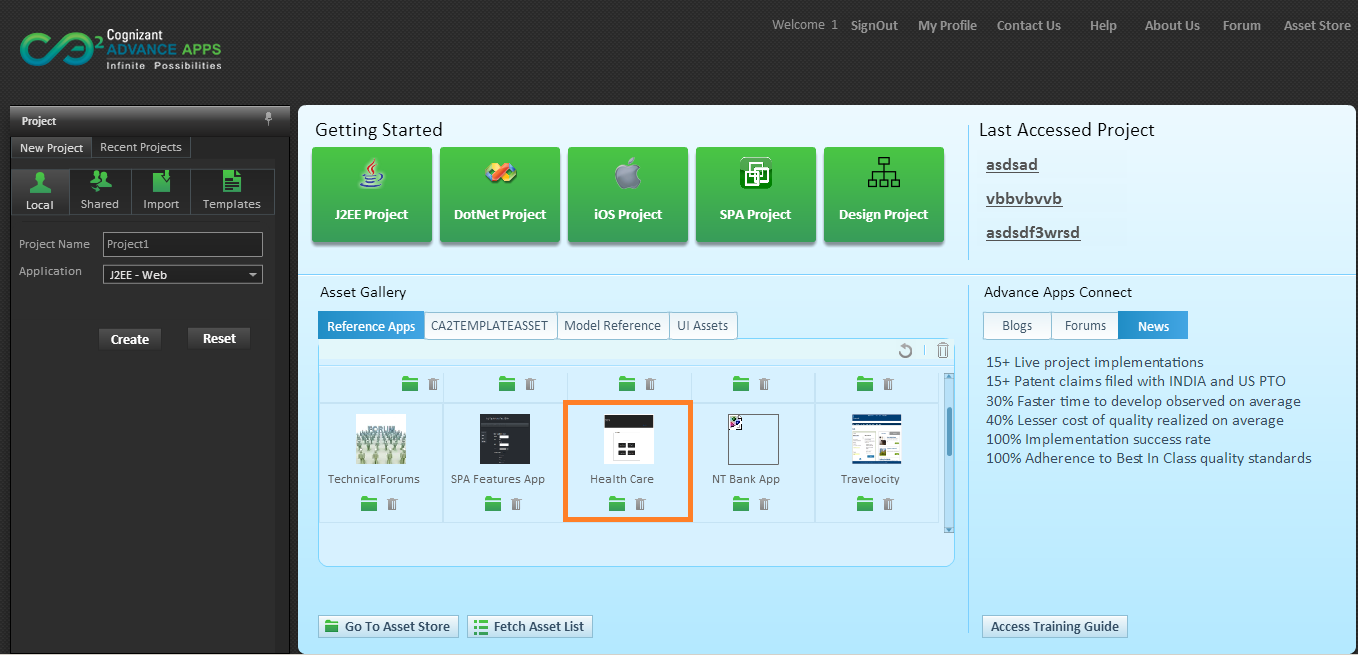 Welcome 1 SignOut My Profile Contact Us Help About Us Forum Asset Store
Cognizant
ADVANCE APPS
Infinite Possibilities
2
Project
New Project Recent Projects
Local Shared Import Templates
Project Name Project1
Application J2EE - Web
Create Reset
Getting Started
J2EE Project DotNet Project iOS Project SPA Project Design Project
Last Accessed Project
asdsad
vbbvbvvb
asdsdf3wrsd
Asset Gallery
Reference Apps CA2TEMPLATEASSET Model Reference UI Assets
FORUM
TechnicalForums SPA Features App Health Care NT Bank App Travelocity
Go To Asset Store Fetch Asset List
Advance Apps Connect
Blogs Forums News
15+ Live project implementations
15+ Patent claims filed with INDIA and US PTO
30% Faster time to develop observed on average
40% Lesser cost of quality realized on average
100% Implementation success rate
100% Adherence to Best In Class quality standards
Access Training Guide